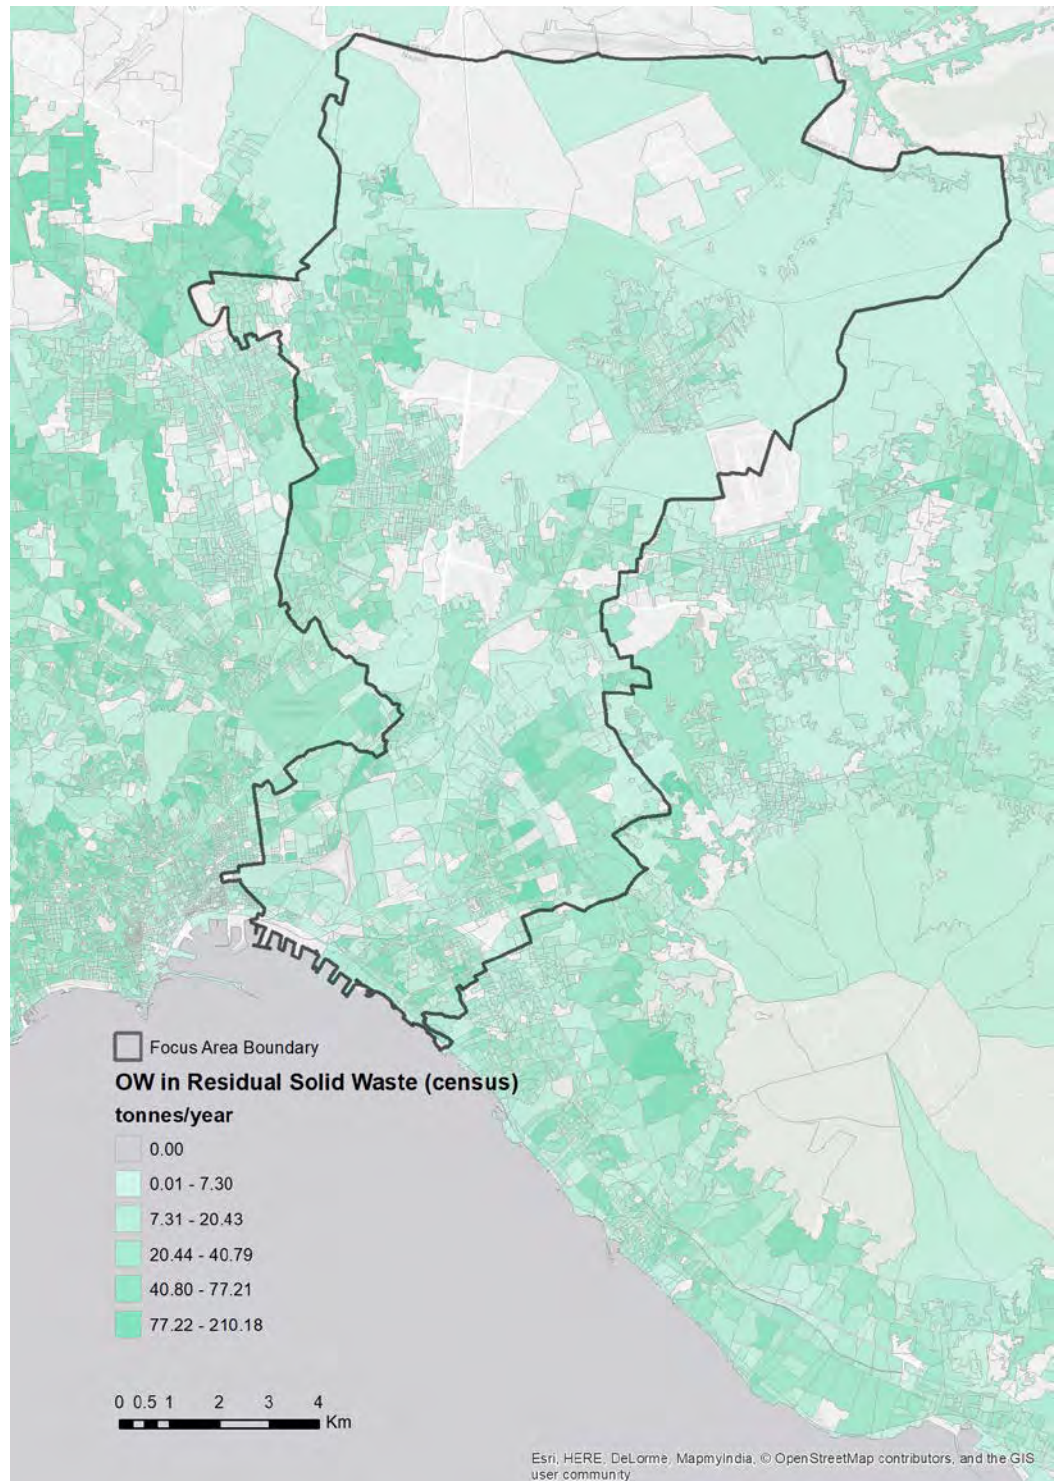 Focus Area Boundary
OW in Residual Solid Waste (census)
tonnes/year
0.00
0.01 - 7.30
7.31 - 20.43
20.44 - 40.79
40.80 - 77.21
77.22 - 210.18
0 0.5 1 2 3 4
Km
Esri, HERE, DeLorme, MapmyIndia, © OpenStreetMap contributors, and the GIS
user community